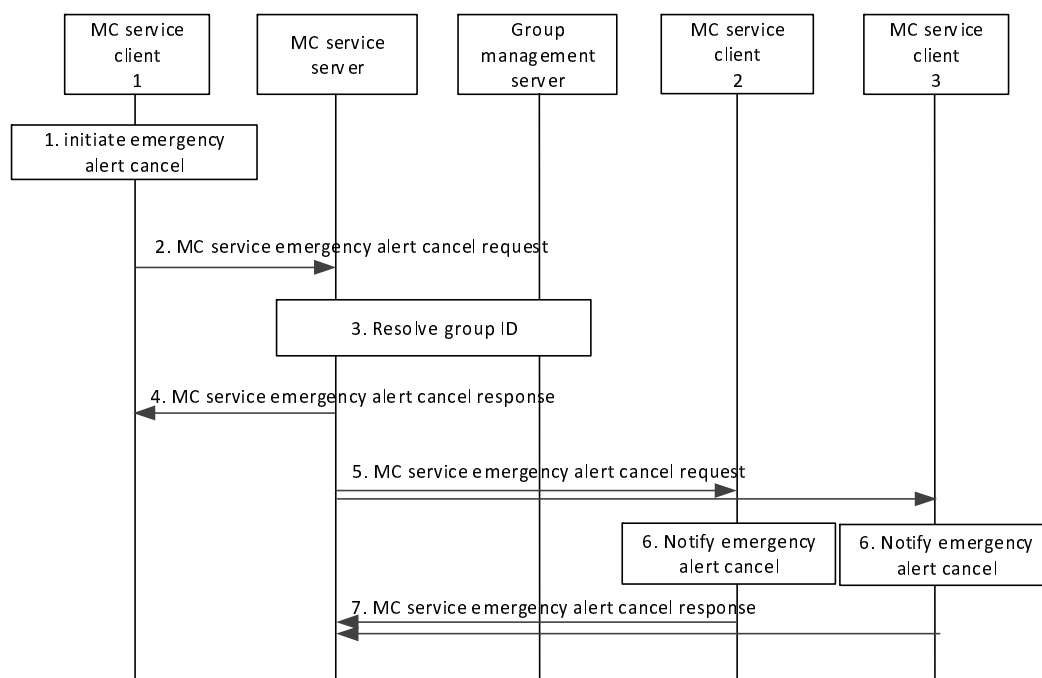 MC service
client
1
MC service
server
Group
management
server
MC service
client
2
MC service
client
3
1. initiate emergency
alert cancel
2. MC service emergency alert cancel request
3. Resolve group ID
4. MC service emergency alert cancel response
5. MC service emergency alert cancel request
6. Notify emergency
alert cancel
6. Notify emergency
alert cancel
7. MC service emergency alert cancel response